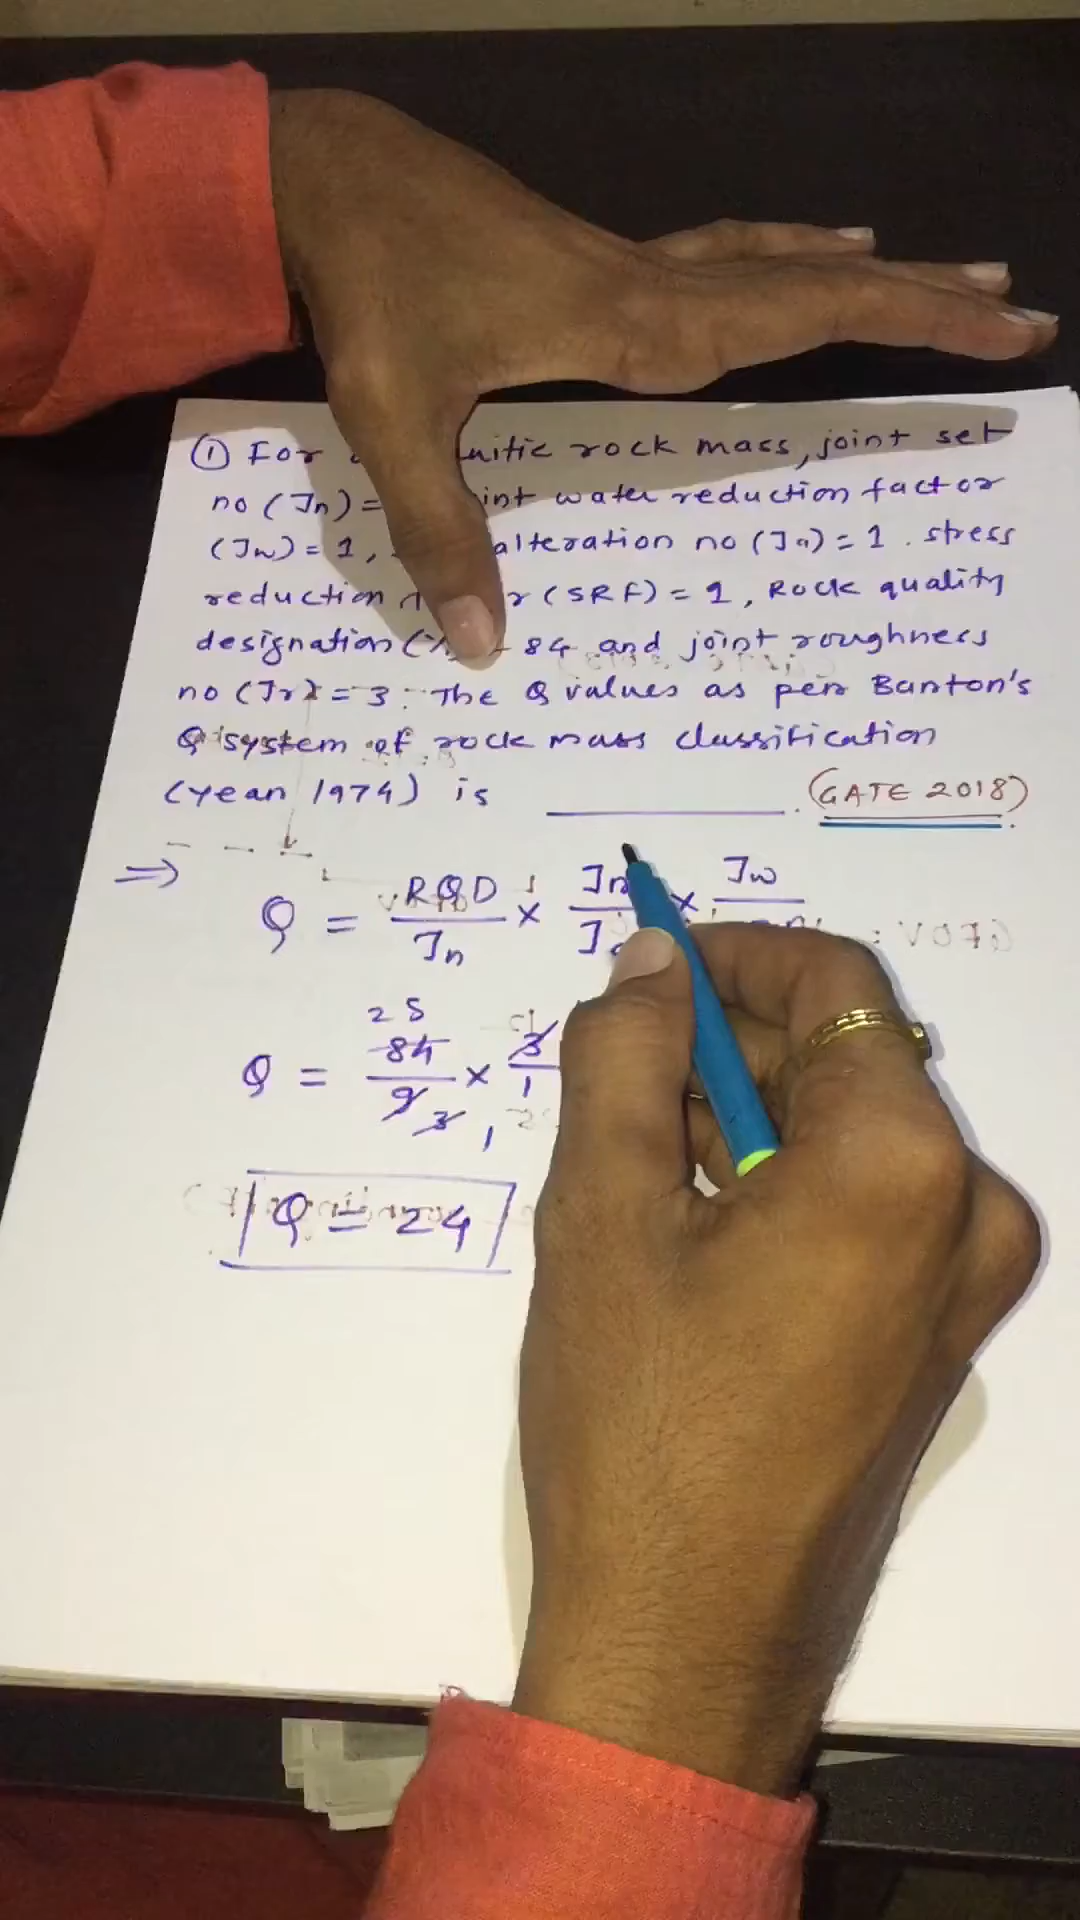 ① For nitic rock mass, joint set
no (Jn) = int water reduction factor
(Jw) = 1, alteration no (Ja) = 1 . stress
reduction r (SRF) = 1, Rock quality
designation (% 84 and joint roughness
no (Jr) = 3. The Q values as per Barton's
Q system of rock mass classification
(year 1974) is ________ . (GATE 2018)
⇒ Q = RQD/Jn × Jr/Ja × Jw/
Q = 84/9 × 3/1
Q = 24